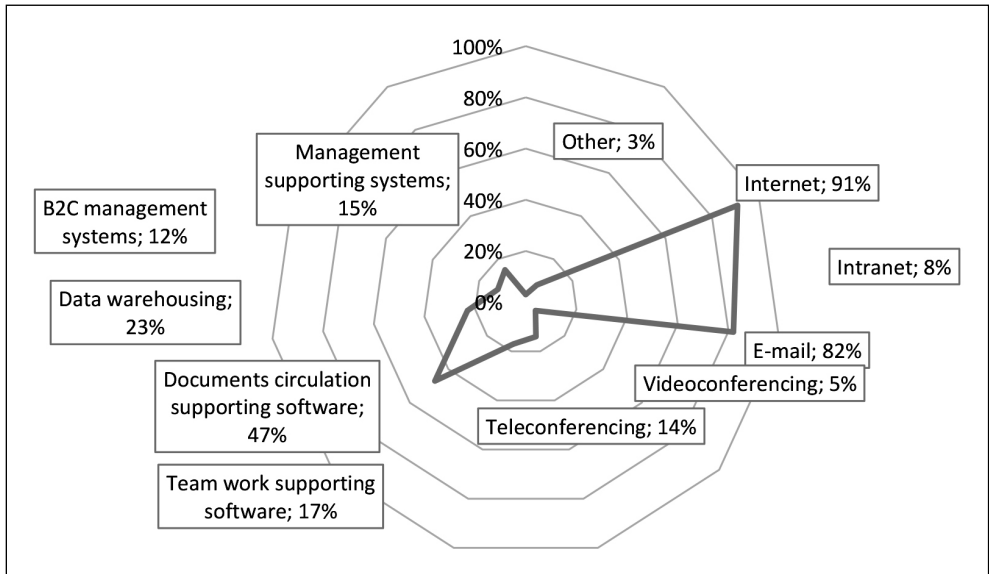 100%
80%
60%
40%
20%
0%
Other; 3%
Internet; 91%
Intranet; 8%
E-mail; 82%
Videoconferencing; 5%
Teleconferencing; 14%
Team work supporting
software; 17%
Documents circulation
supporting software;
47%
Data warehousing;
23%
B2C management
systems; 12%
Management
supporting systems;
15%